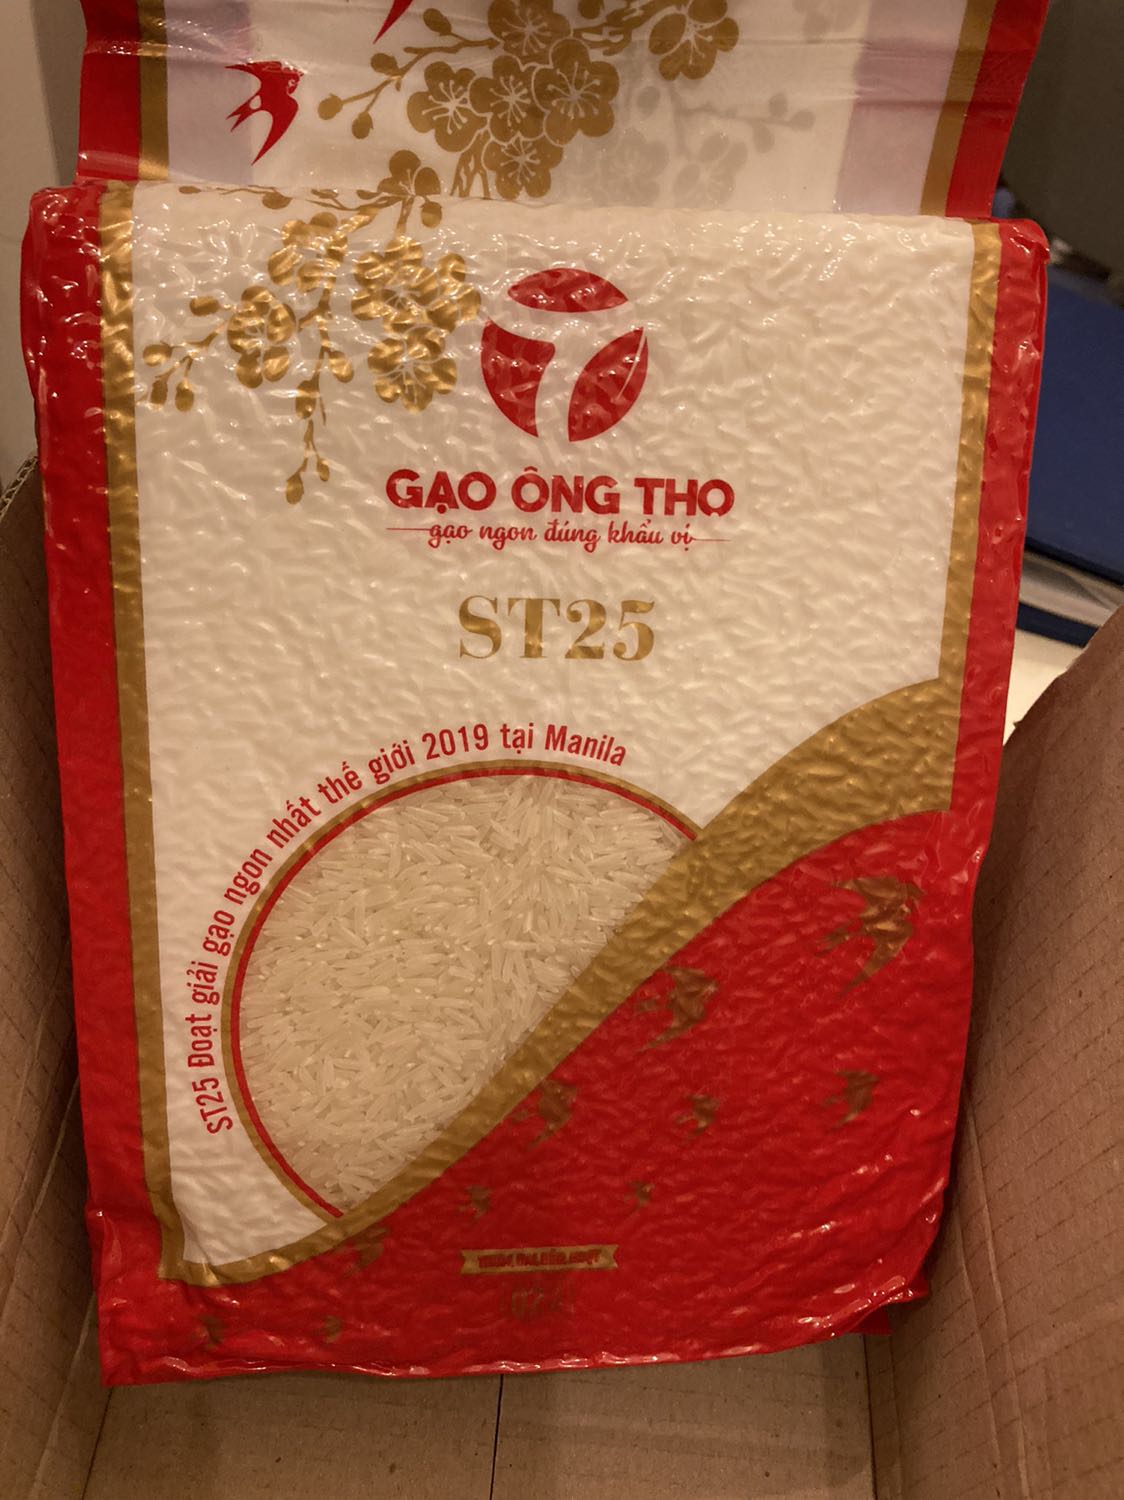 GẠO ÔNG THỌ
gạo ngon đúng khẩu vị
ST25
ST25 Đoạt giải gạo ngon nhất thế giới 2019 tại Manila